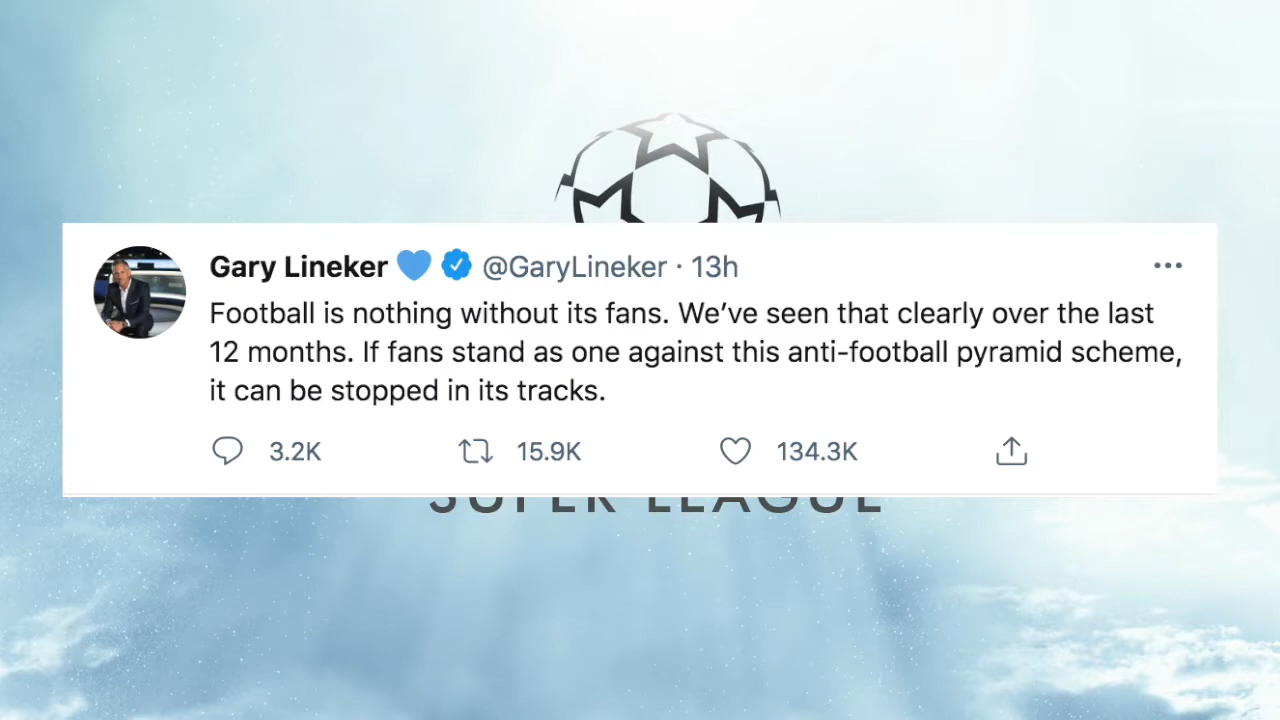 Gary Lineker 💙 @GaryLineker · 13h
Football is nothing without its fans. We’ve seen that clearly over the last
12 months. If fans stand as one against this anti-football pyramid scheme,
it can be stopped in its tracks.
3.2K 15.9K 134.3K
SUPER LEAGUE